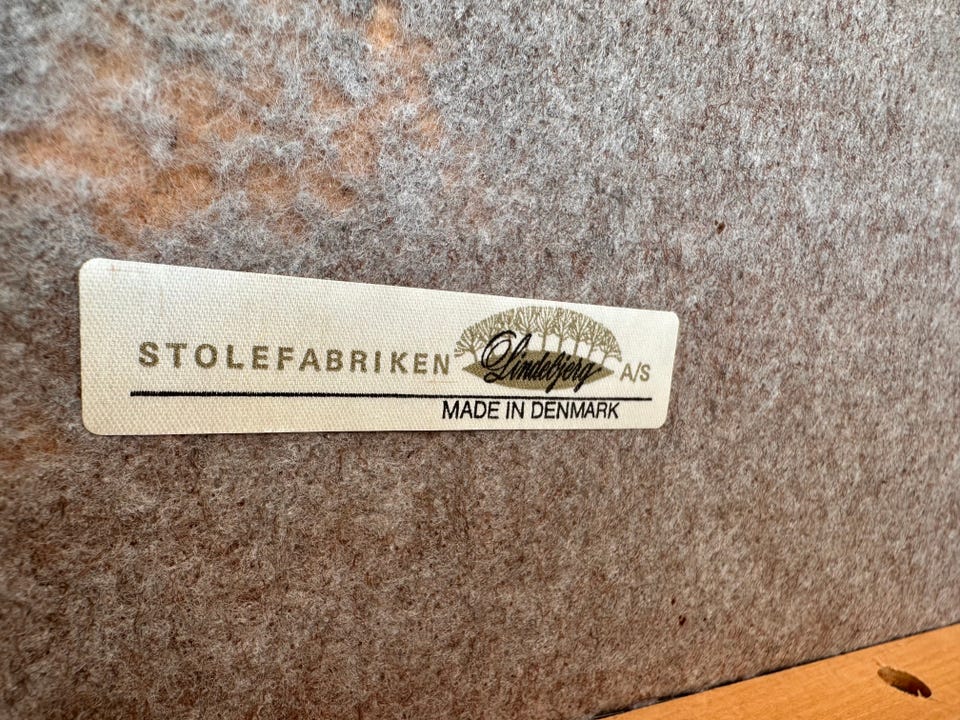 STOLEFABRIKEN Lindebjerg A/S
MADE IN DENMARK